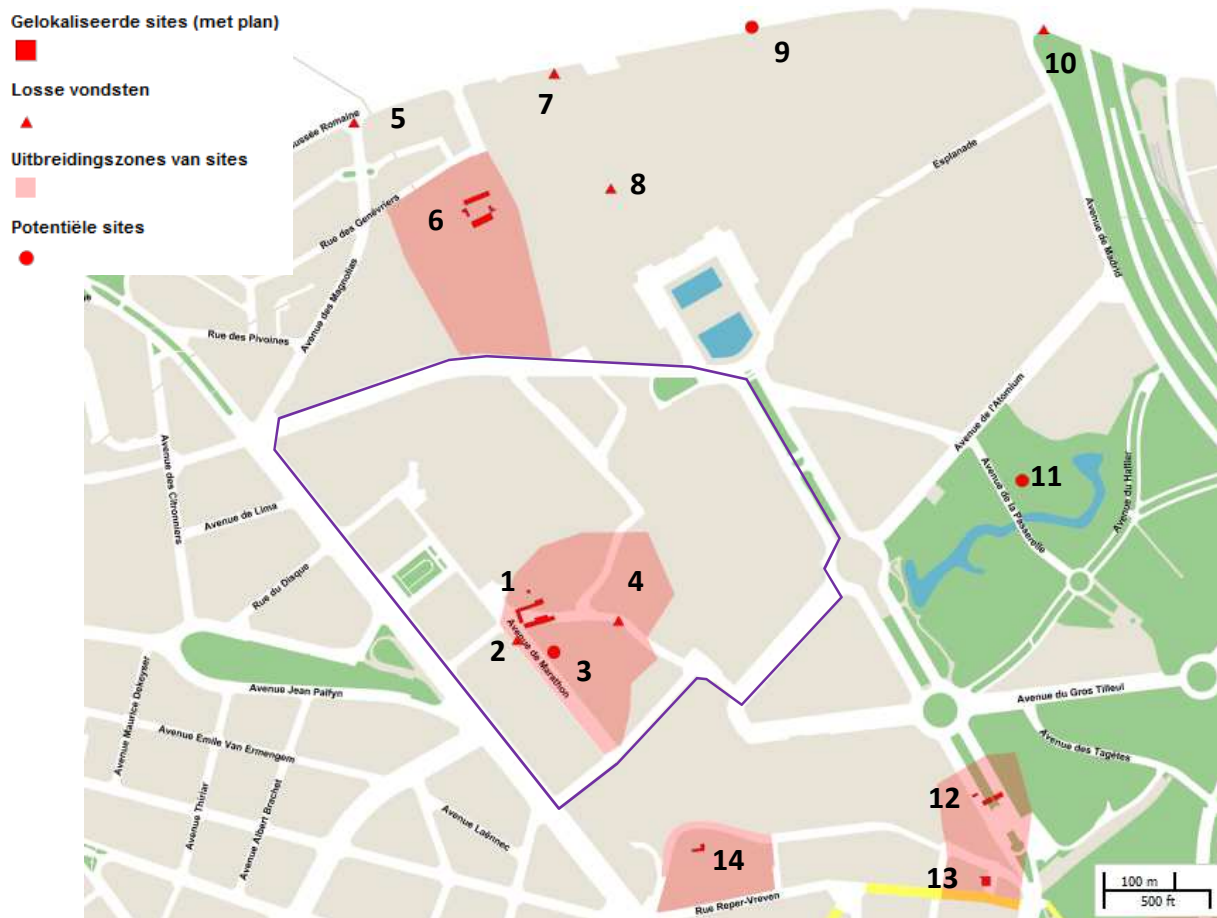 Gelokaliseerde sites (met plan)
Losse vondsten
Uitbreidingszones van sites
Potentiële sites
9
10
7
5
ussée Romaine
8
Esplanade
6
Rue des Genévriers
Avenue de Madrid
Avenue des Magnolias
Rue des Pivoines
Avenue de l'Atomium
Avenue des Citronniers
11
Avenue de la Passerelle
Avenue du Hallier
Avenue de Lima
Rue du Disque
1
4
2
3
Avenue de Marathon
Avenue Jean Palfyn
Avenue Maurice Dekeyser
Avenue du Gros Tilleul
Avenue Emile Van Ermengem
Avenue des Tagètes
Avenue Thiriar
Avenue Albert Brachet
12
Avenue Laënnec
14
13
100 m
500 ft
Rue Reper-Vreven